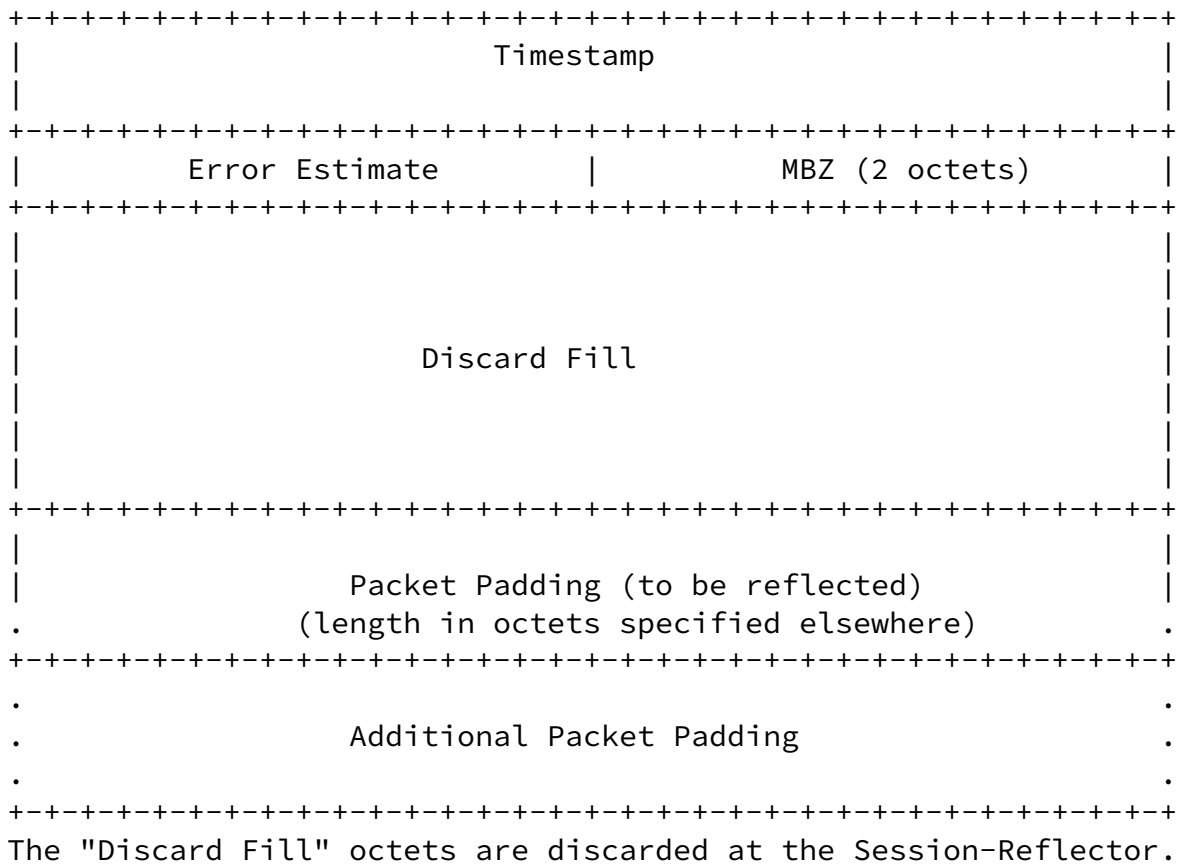 +-+-+-+-+-+-+-+-+-+-+-+-+-+-+-+-+-+-+-+-+-+-+-+-+-+-+-+-+-+-+-+-+
|                          Timestamp                            |
|                                                               |
+-+-+-+-+-+-+-+-+-+-+-+-+-+-+-+-+-+-+-+-+-+-+-+-+-+-+-+-+-+-+-+-+
|         Error Estimate        |          MBZ (2 octets)       |
+-+-+-+-+-+-+-+-+-+-+-+-+-+-+-+-+-+-+-+-+-+-+-+-+-+-+-+-+-+-+-+-+
|                                                               |
|                                                               |
|                                                               |
|                      Discard Fill                             |
|                                                               |
|                                                               |
|                                                               |
+-+-+-+-+-+-+-+-+-+-+-+-+-+-+-+-+-+-+-+-+-+-+-+-+-+-+-+-+-+-+-+-+
|                                                               |
|                  Packet Padding (to be reflected)             |
.               (length in octets specified elsewhere)          .
+-+-+-+-+-+-+-+-+-+-+-+-+-+-+-+-+-+-+-+-+-+-+-+-+-+-+-+-+-+-+-+-+
.                                                               .
.                  Additional Packet Padding                    .
.                                                               .
+-+-+-+-+-+-+-+-+-+-+-+-+-+-+-+-+-+-+-+-+-+-+-+-+-+-+-+-+-+-+-+-+
The "Discard Fill" octets are discarded at the Session-Reflector.